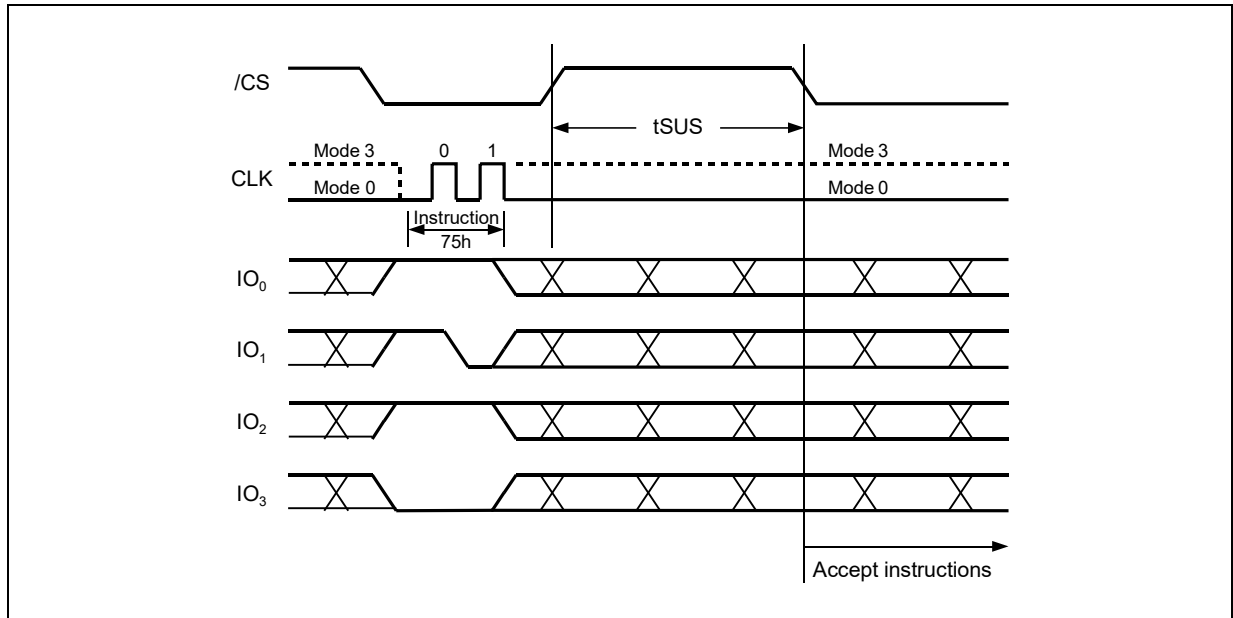 /CS
tSUS
Mode 3 0 1 Mode 3
CLK
Mode 0 Mode 0
Instruction
75h
IO0
IO1
IO2
IO3
Accept instructions